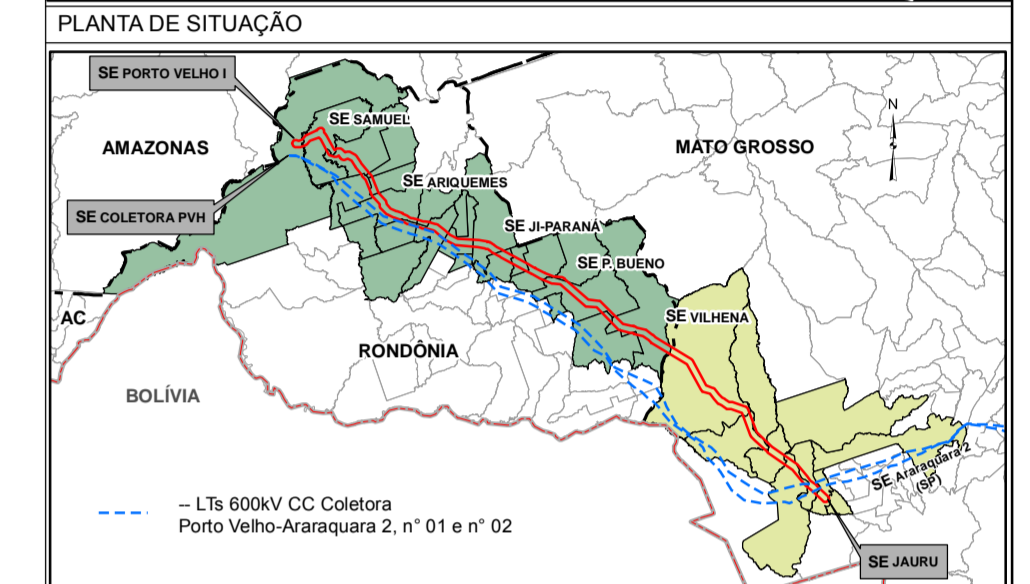 PLANTA DE SITUAÇÃO
SE PORTO VELHO I
SE SAMUEL
N
AMAZONAS
MATO GROSSO
SE ARIQUEMES
SE COLETORA PVH
SE JI-PARANÁ
SE P. BUENO
AC
SE VILHENA
RONDÔNIA
BOLÍVIA
SE Araraquara 2
(SP)
-- LTs 600kV CC Coletora
Porto Velho-Araraquara 2, n° 01 e n° 02
SE JAURU